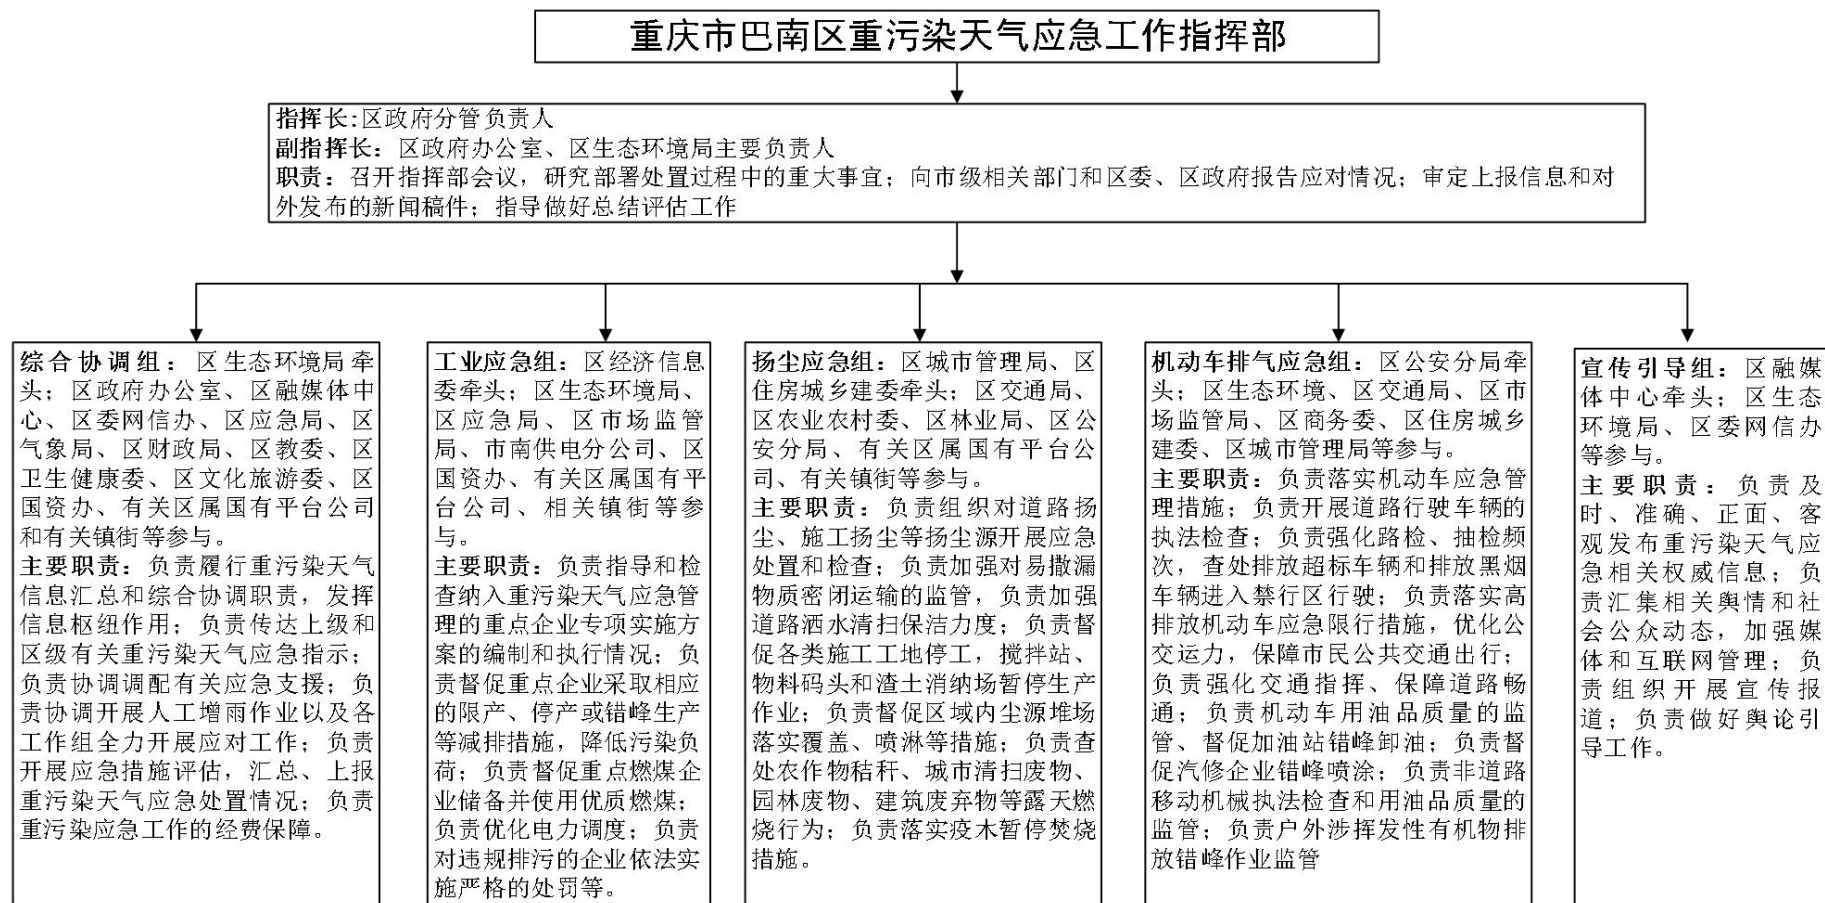 重庆市巴南区重污染天气应急工作指挥部
指挥长:区政府分管负责人
副指挥长：区政府办公室、区生态环境局主要负责人
职责：召开指挥部会议，研究部署处置过程中的重大事宜；向市级相关部门和区委、区政府报告应对情况；审定上报信息和对
外发布的新闻稿件；指导做好总结评估工作
综合协调组：区生态环境局牵
头；区政府办公室、区融媒体中
心、区委网信办、区应急局、区
气象局、区财政局、区教委、区
卫生健康委、区文化旅游委、区
国资办、有关区属国有平台公司
和有关镇街等参与。
主要职责：负责履行重污染天气
信息汇总和综合协调职责，发挥
信息枢纽作用；负责传达上级和
区级有关重污染天气应急指示；
负责协调调配有关应急支援；负
责协调开展人工增雨作业以及各
工作组全力开展应对工作；负责
开展应急措施评估，汇总、上报
重污染天气应急处置情况；负责
重污染应急工作的经费保障。
工业应急组：区经济信息
委牵头；区生态环境局、
区应急局、区市场监管
局、市南供电分公司、区
国资办、有关区属国有平
台公司、相关镇街等参
与。
主要职责：负责指导和检
查纳入重污染天气应急管
理的重点企业专项实施方
案的编制和执行情况；负
责督促重点企业采取相应
的限产、停产或错峰生产
等减排措施，降低污染负
荷；负责督促重点燃煤企
业储备并使用优质燃煤；
负责优化电力调度；负责
对违规排污的企业依法实
施严格的处罚等。
扬尘应急组：区城市管理局、区
住房城乡建委牵头；区交通局、
区农业农村委、区林业局、区公
安分局、有关区属国有平台公
司、有关镇街等参与。
主要职责：负责组织对道路扬
尘、施工扬尘等扬尘源开展应急
处置和检查；负责加强对易撒漏
物质密闭运输的监管，负责加强
道路洒水清扫保洁力度；负责督
促各类施工工地停工，搅拌站、
物料码头和渣土消纳场暂停生产
作业；负责督促区域内尘源堆场
落实覆盖、喷淋等措施；负责查
处农作物秸秆、城市清扫废物、
园林废物、建筑废弃物等露天燃
烧行为；负责落实疫木暂停焚烧
措施。
机动车排气应急组：区公安分局牵
头；区生态环境、区交通局、区市
场监管局、区商务委、区住房城乡
建委、区城市管理局等参与。
主要职责：负责落实机动车应急管
理措施；负责开展道路行驶车辆的
执法检查；负责强化路检、抽检频
次，查处排放超标车辆和排放黑烟
车辆进入禁行区行驶；负责落实高
排放机动车应急限行措施，优化公
交运力，保障市民公共交通出行；
负责强化交通指挥、保障道路畅
通；负责机动车用油品质量的监
管、督促加油站错峰卸油；负责督
促汽修企业错峰喷涂；负责非道路
移动机械执法检查和用油品质量的
监管；负责户外涉挥发性有机物排
放错峰作业监管
宣传引导组：区融媒
体中心牵头；区生态
环境局、区委网信办
等参与。
主要职责：负责及
时、准确、正面、客
观发布重污染天气应
急相关权威信息；负
责汇集相关舆情和社
会公众动态，加强媒
体和互联网管理；负
责组织开展宣传报
道；负责做好舆论引
导工作。